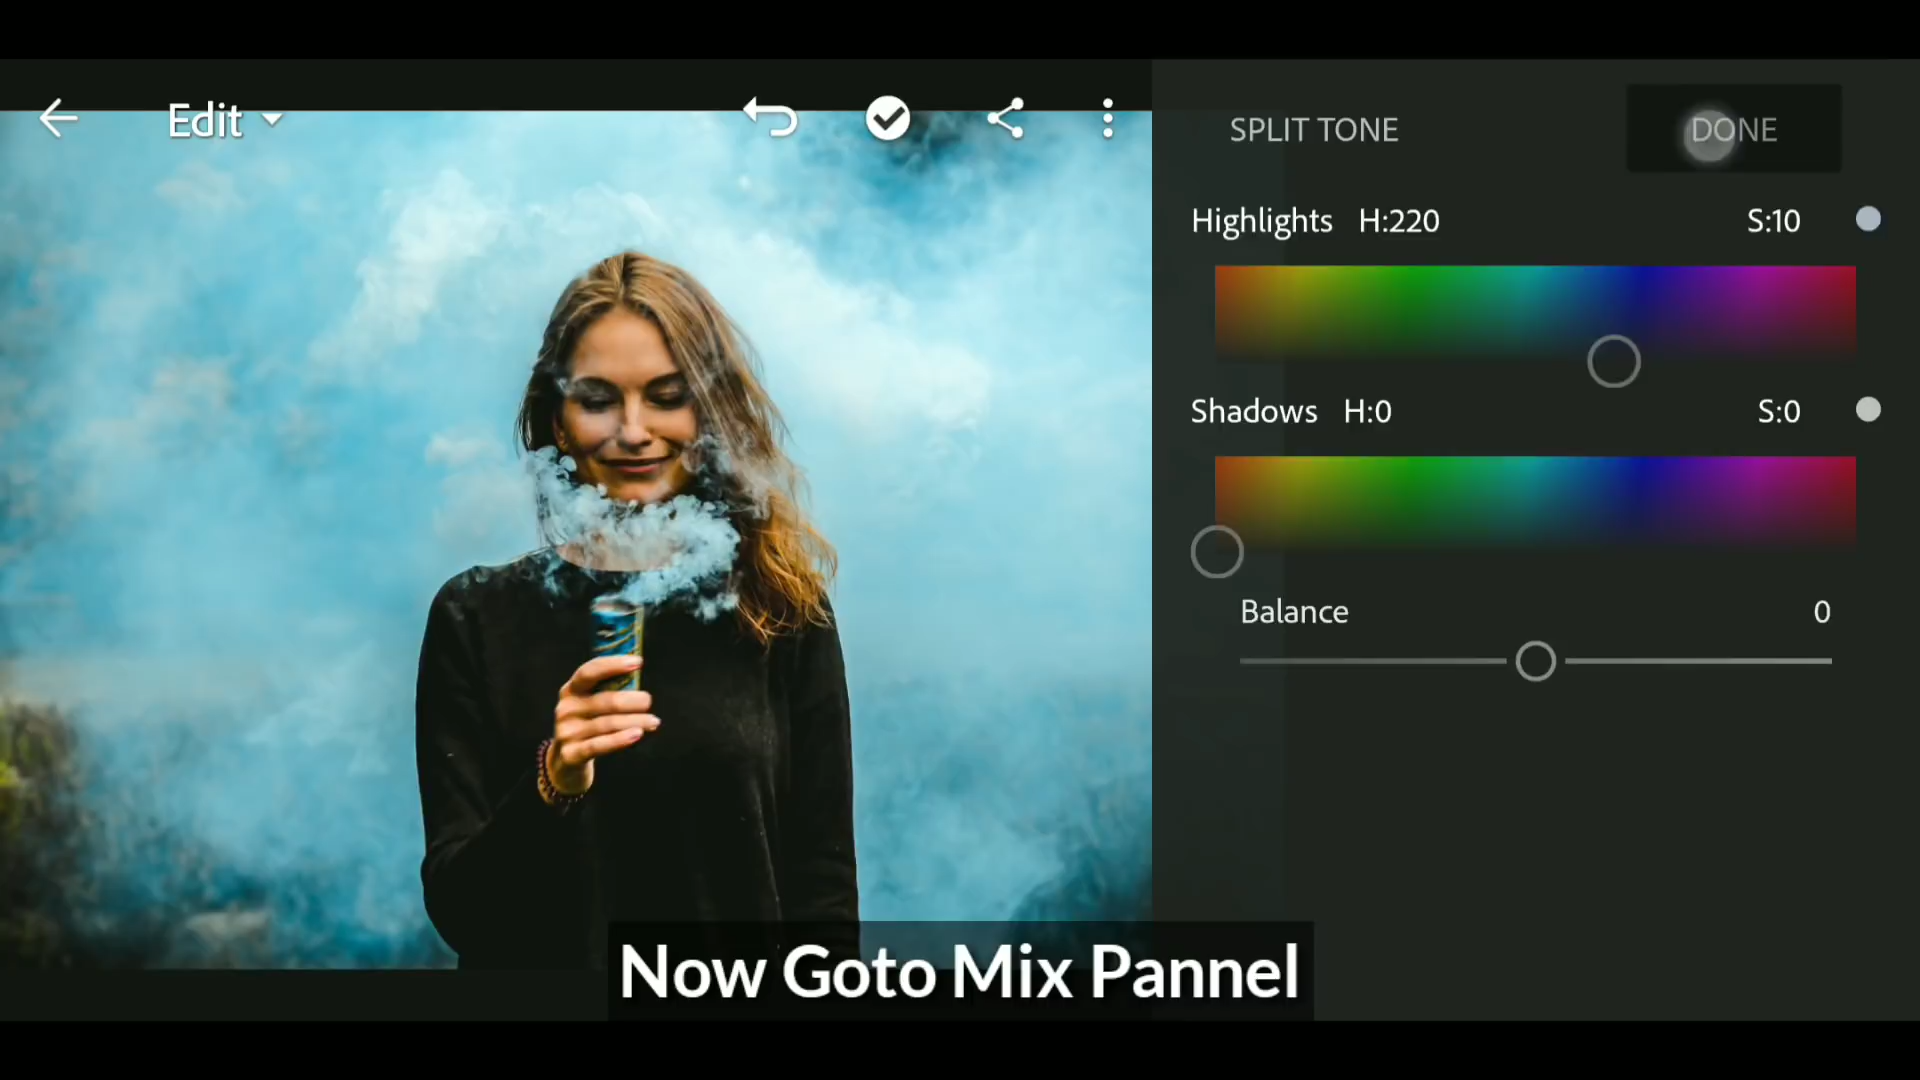 Edit
SPLIT TONE
DONE
Highlights H:220 S:10
Shadows H:0 S:0
Balance 0
Now Goto Mix Pannel